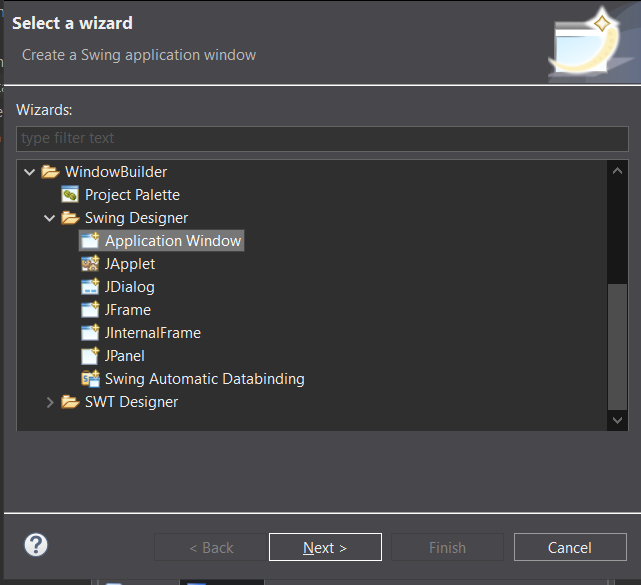 Select a wizard
Create a Swing application window
Wizards:
type filter text
WindowBuilder
Project Palette
Swing Designer
Application Window
JApplet
JDialog
JFrame
JInternalFrame
JPanel
Swing Automatic Databinding
SWT Designer
?
< Back Next > Finish Cancel